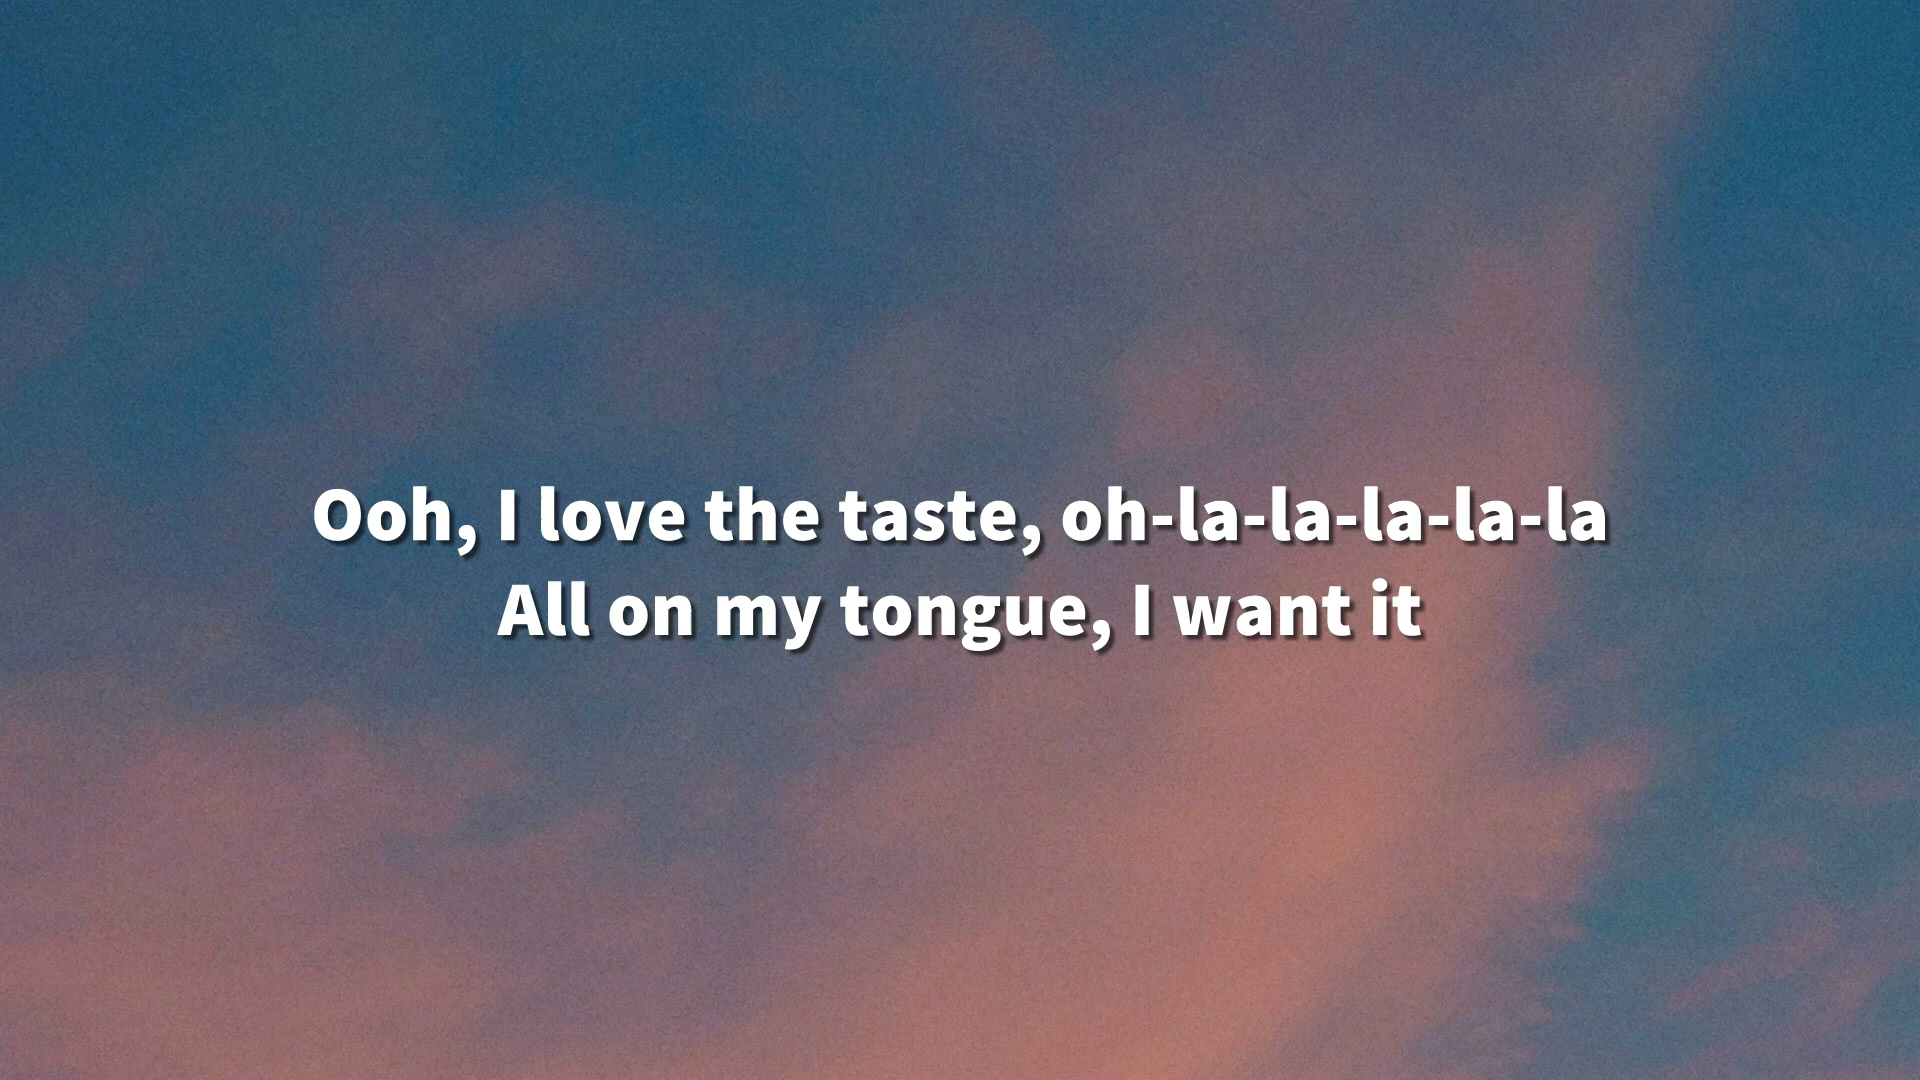 Ooh, I love the taste, oh-la-la-la-la-la
All on my tongue, I want it